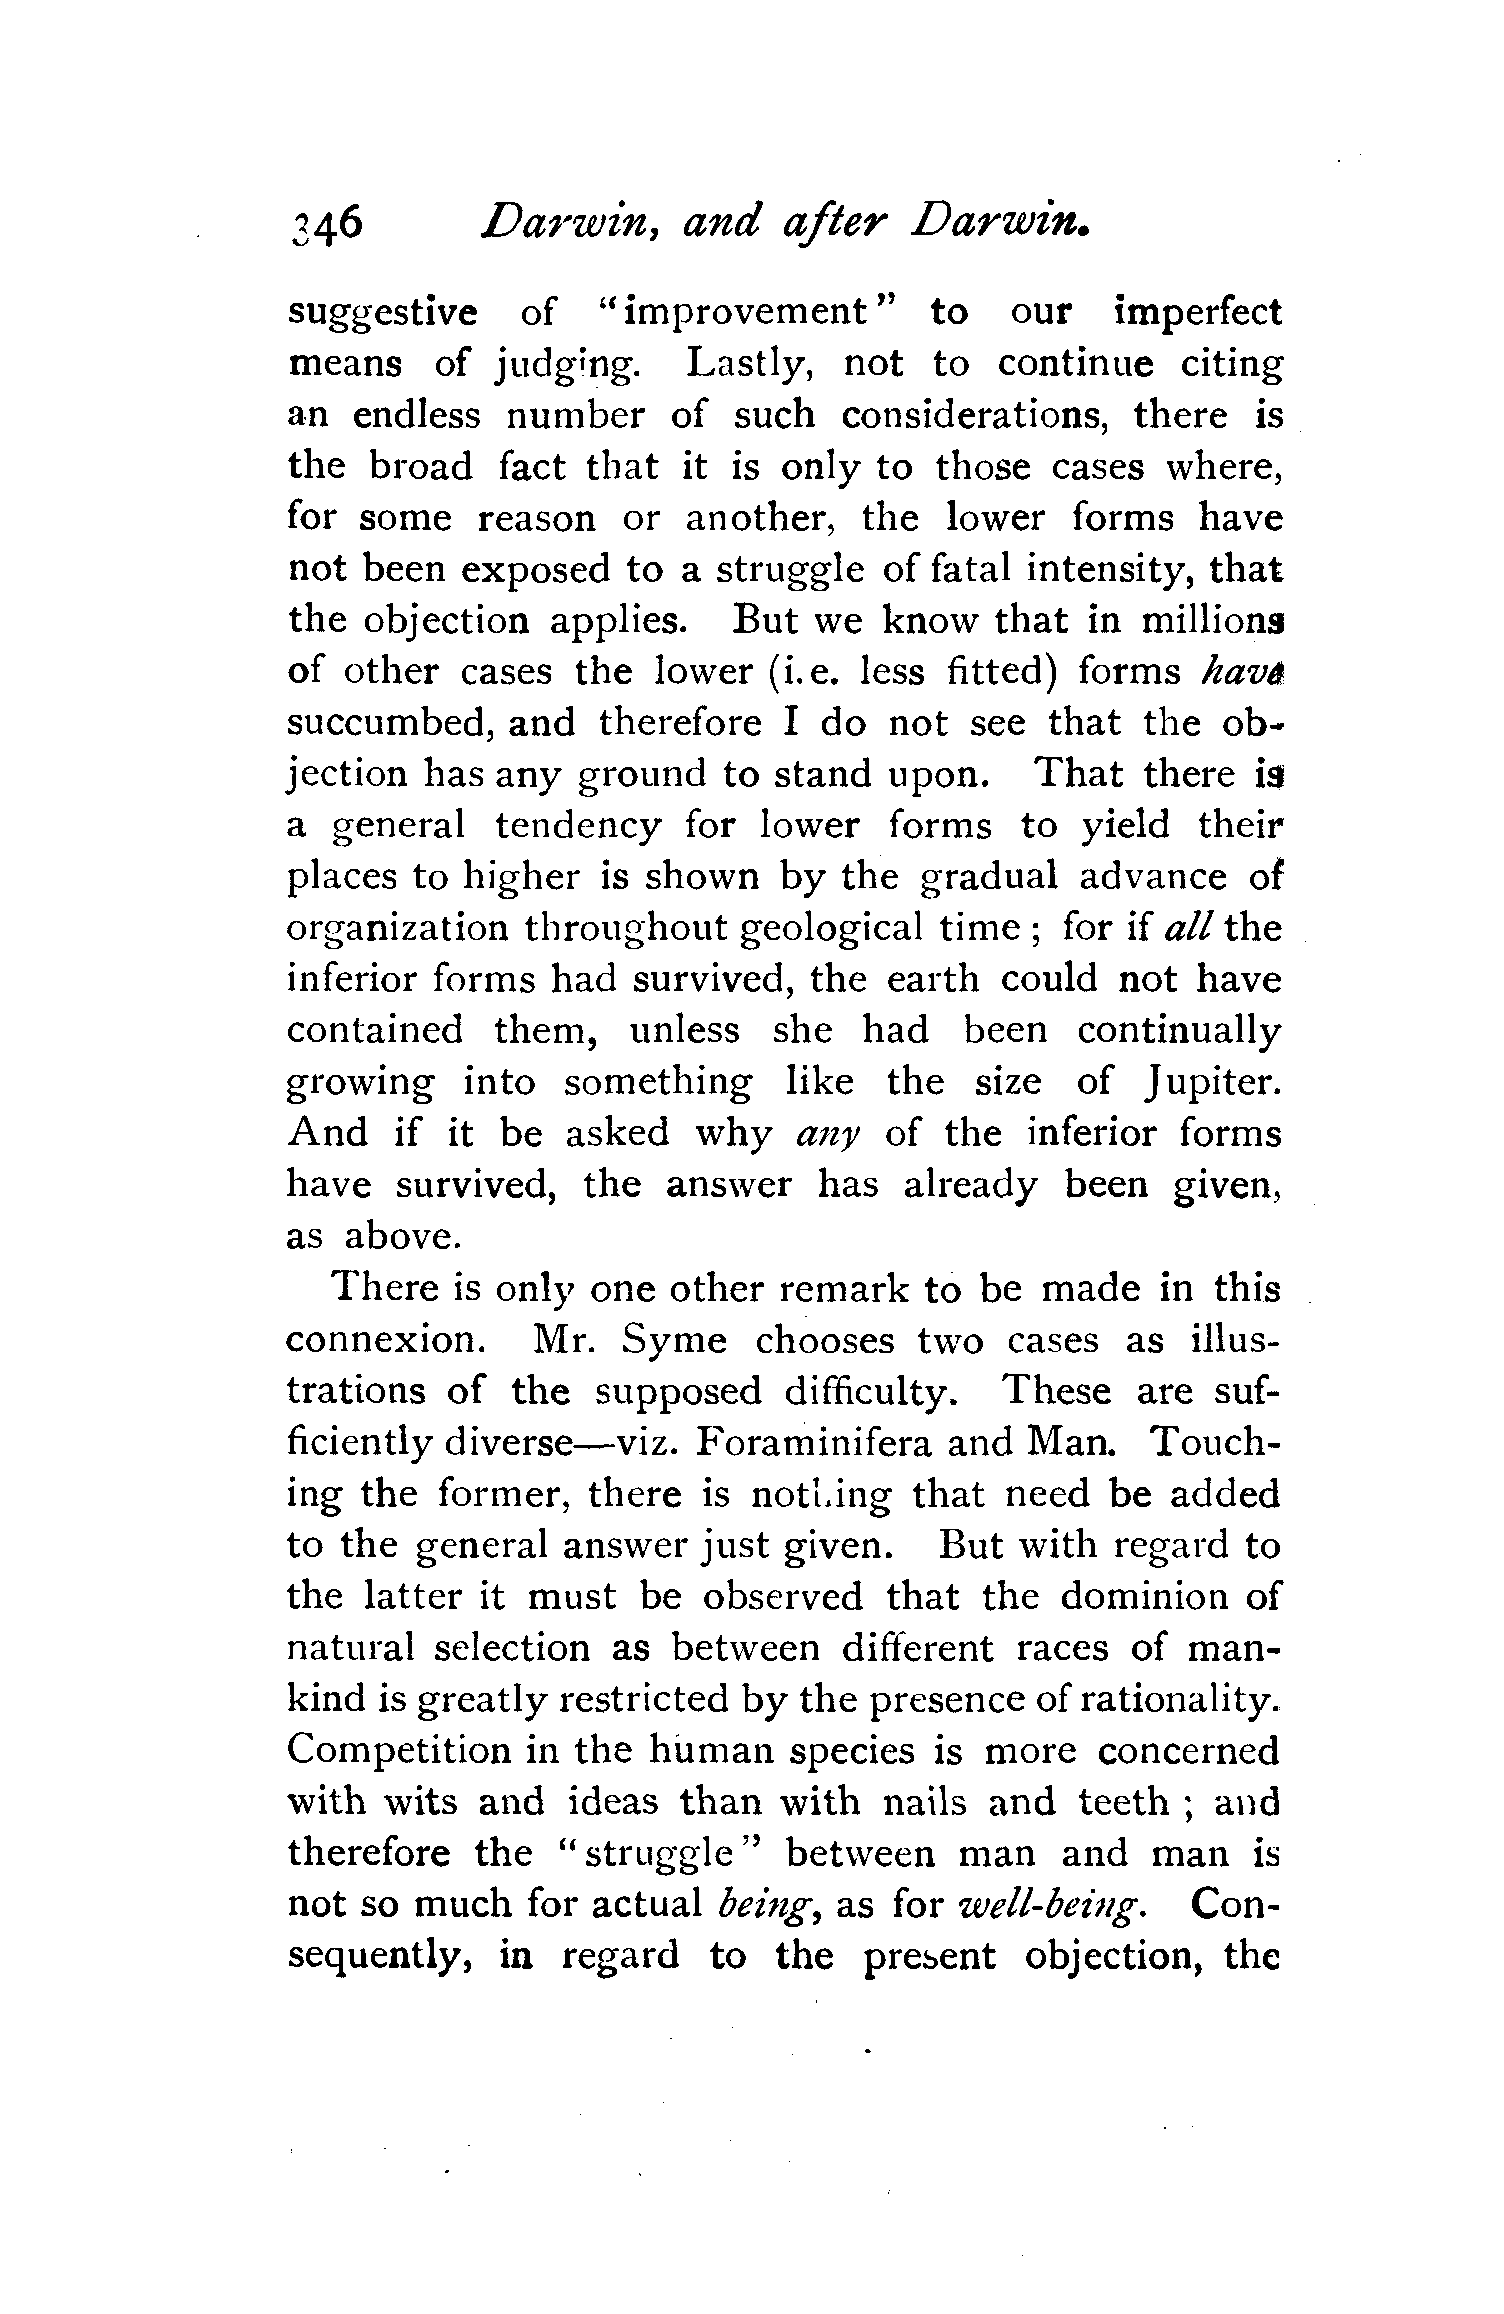 346 Darwin, and after Darwin.
suggestive of “improvement” to our imperfect
means of judging. Lastly, not to continue citing
an endless number of such considerations, there is
the broad fact that it is only to those cases where,
for some reason or another, the lower forms have
not been exposed to a struggle of fatal intensity, that
the objection applies. But we know that in millions
of other cases the lower (i. e. less fitted) forms have
succumbed, and therefore I do not see that the ob-
jection has any ground to stand upon. That there is
a general tendency for lower forms to yield their
places to higher is shown by the gradual advance of
organization throughout geological time ; for if all the
inferior forms had survived, the earth could not have
contained them, unless she had been continually
growing into something like the size of Jupiter.
And if it be asked why any of the inferior forms
have survived, the answer has already been given,
as above.
There is only one other remark to be made in this
connexion. Mr. Syme chooses two cases as illus-
trations of the supposed difficulty. These are suf-
ficiently diverse—viz. Foraminifera and Man. Touch-
ing the former, there is nothing that need be added
to the general answer just given. But with regard to
the latter it must be observed that the dominion of
natural selection as between different races of man-
kind is greatly restricted by the presence of rationality.
Competition in the human species is more concerned
with wits and ideas than with nails and teeth ; and
therefore the “struggle” between man and man is
not so much for actual being, as for well-being. Con-
sequently, in regard to the present objection, the